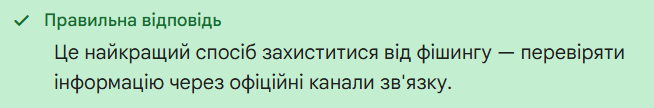 Правильна відповідь
Це найкращий спосіб захиститися від фішингу — перевіряти
інформацію через офіційні канали зв'язку.